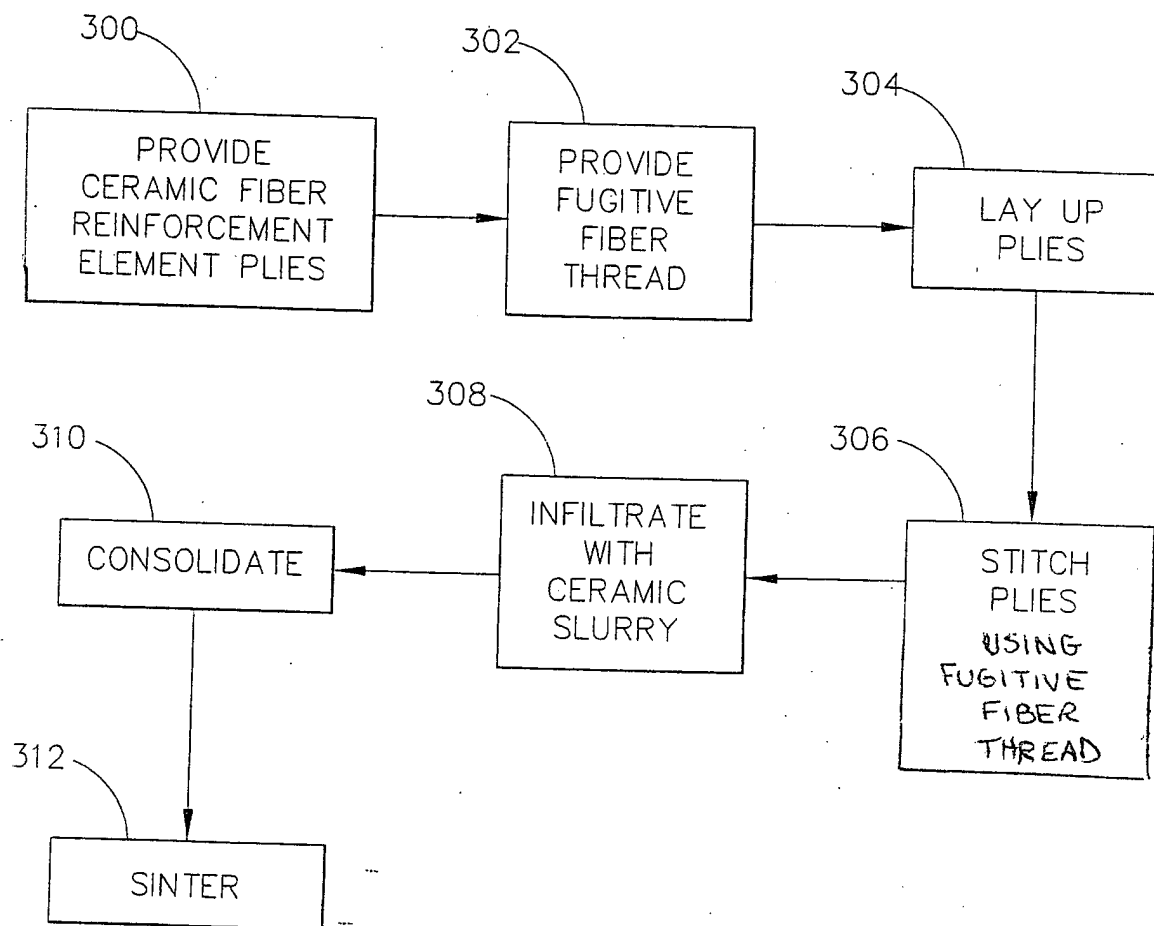 300
PROVIDE
CERAMIC FIBER
REINFORCEMENT
ELEMENT PLIES
302
PROVIDE
FUGITIVE
FIBER
THREAD
304
LAY UP
PLIES
306
STITCH
PLIES
USING
FUGITIVE
FIBER
THREAD
308
INFILTRATE
WITH
CERAMIC
SLURRY
310
CONSOLIDATE
312
SINTER